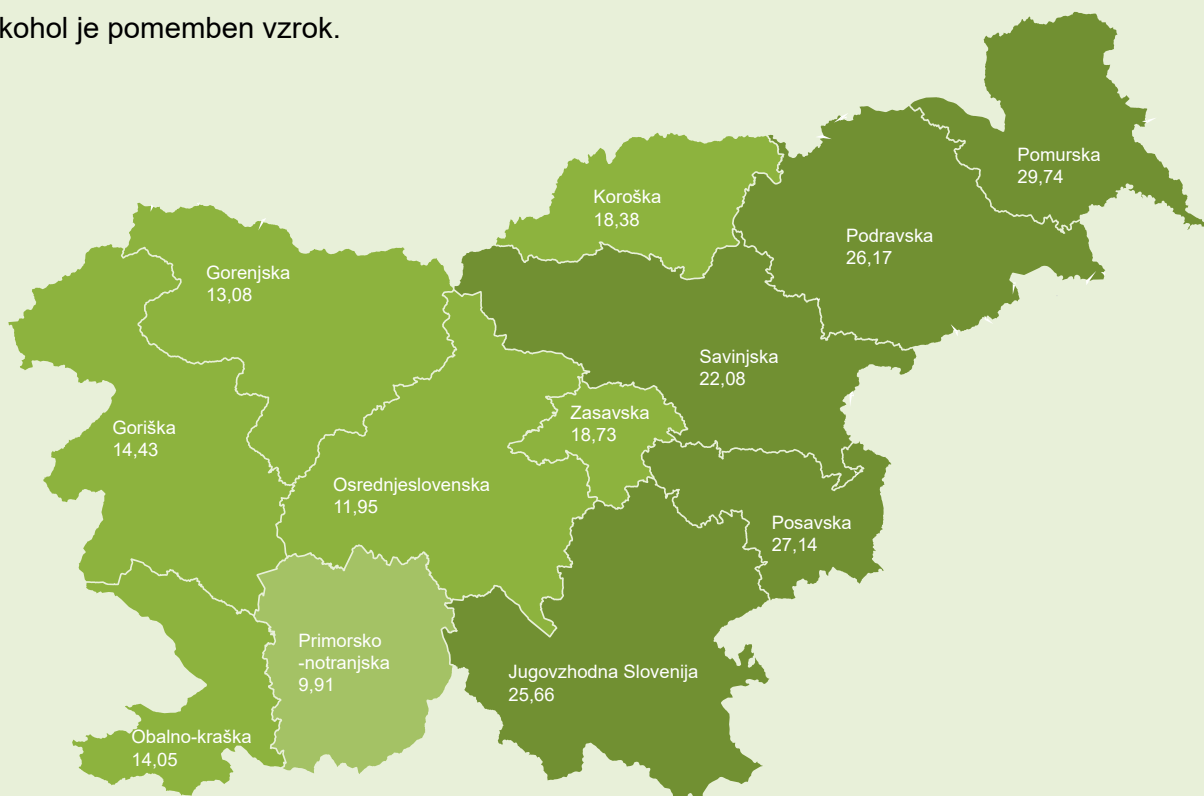 kohol je pomemben vzrok.
Pomurska
29,74
Koroška
18,38
Podravska
26,17
Gorenjska
13,08
Savinjska
22,08
Zasavska
18,73
Goriška
14,43
Osrednjeslovenska
11,95
Posavska
27,14
Primorsko
-notranjska
9,91
Jugovzhodna Slovenija
25,66
Obalno-kraška
14,05